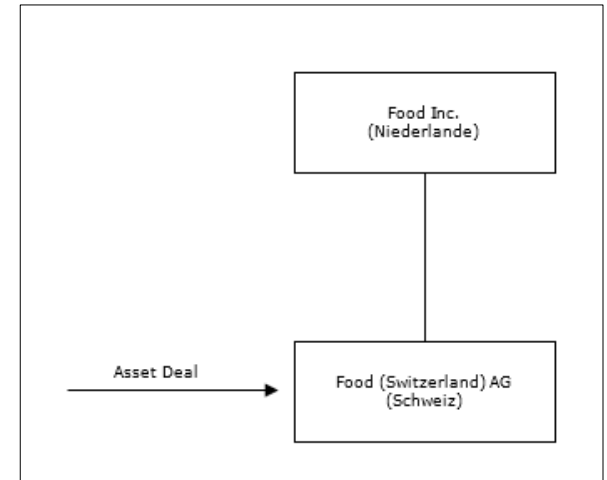 Food Inc.
(Niederlande)
Asset Deal
Food (Switzerland) AG
(Schweiz)